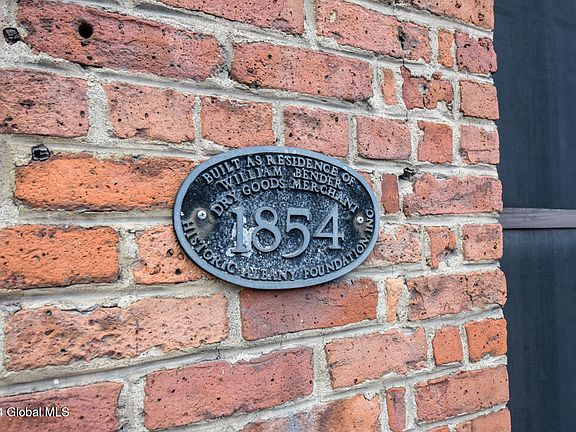 BUILT AS RESIDENCE OF
WILLIAM BENDER
DRY GOODS MERCHANT
1854
HISTORIC ALBANY FOUNDATION INC
Global MLS